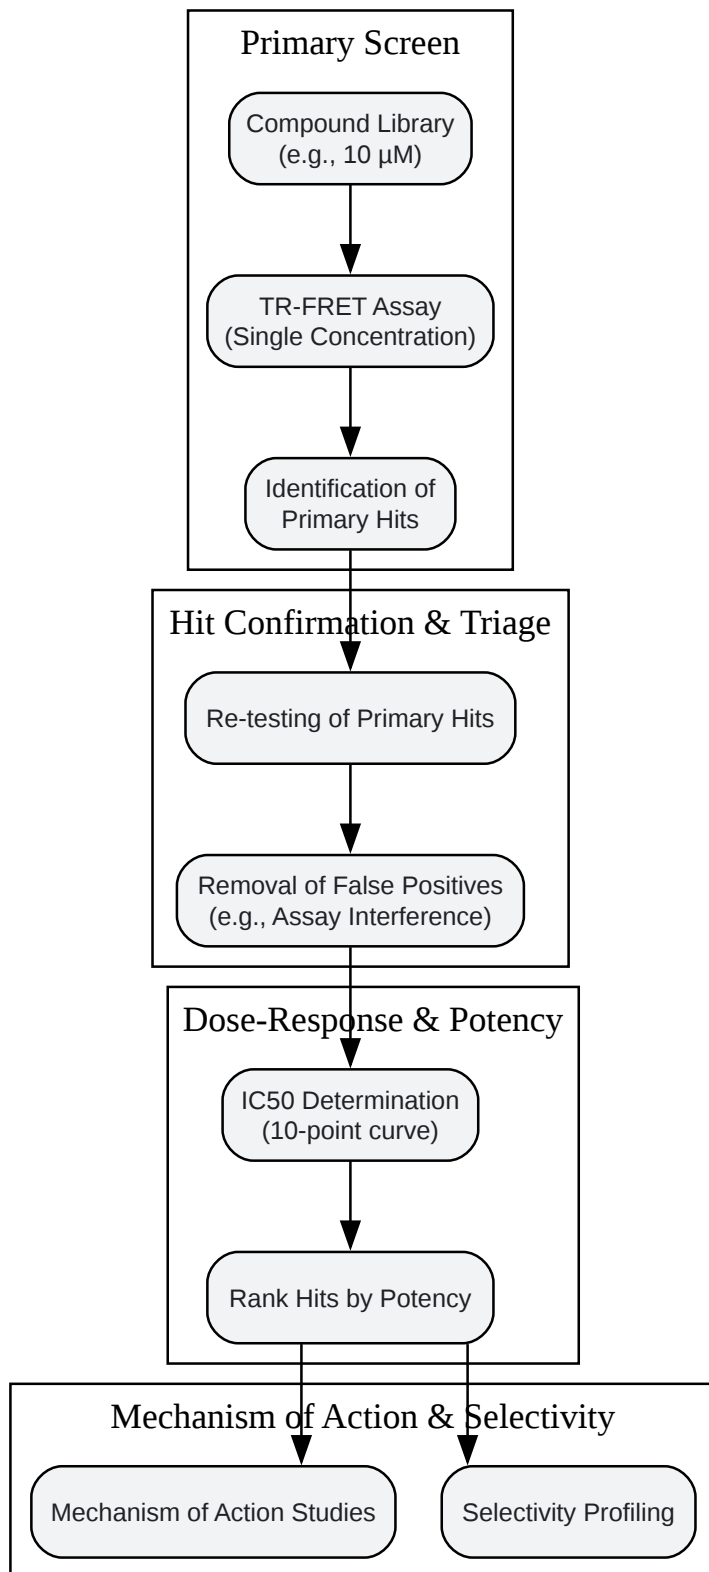 Primary Screen
Compound Library
(e.g., 10 µM)
TR-FRET Assay
(Single Concentration)
Identification of
Primary Hits
Hit Confirmation & Triage
Re-testing of Primary Hits
Removal of False Positives
(e.g., Assay Interference)
Dose-Response & Potency
IC50 Determination
(10-point curve)
Rank Hits by Potency
Mechanism of Action & Selectivity
Mechanism of Action Studies
Selectivity Profiling